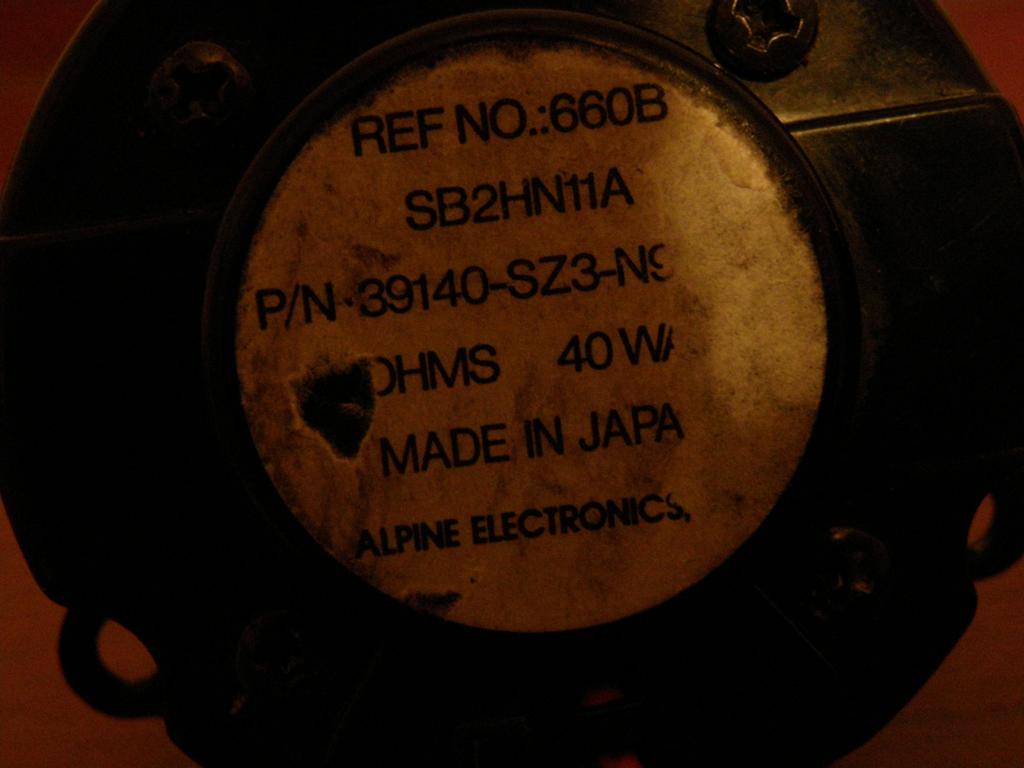 REF NO.:660B
SB2HN11A
P/N 39140-SZ3-N
OHMS 40 W
MADE IN JAPA
ALPINE ELECTRONICS,